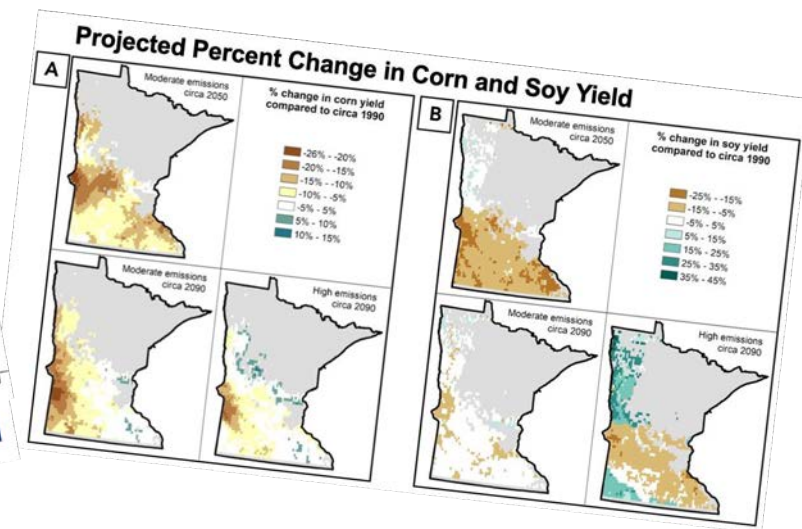 Projected Percent Change in Corn and Soy Yield
A
Moderate emissions
circa 2050
% change in corn yield
compared to circa 1990
-26% - -20%
-20% - -15%
-15% - -10%
-10% - -5%
-5% - 5%
5% - 10%
10% - 15%
Moderate emissions
circa 2090
High emissions
circa 2090
B
Moderate emissions
circa 2050
% change in soy yield
compared to circa 1990
-25% - -15%
-15% - -5%
-5% - 5%
5% - 15%
15% - 25%
25% - 35%
35% - 45%
Moderate emissions
circa 2090
High emissions
circa 2090